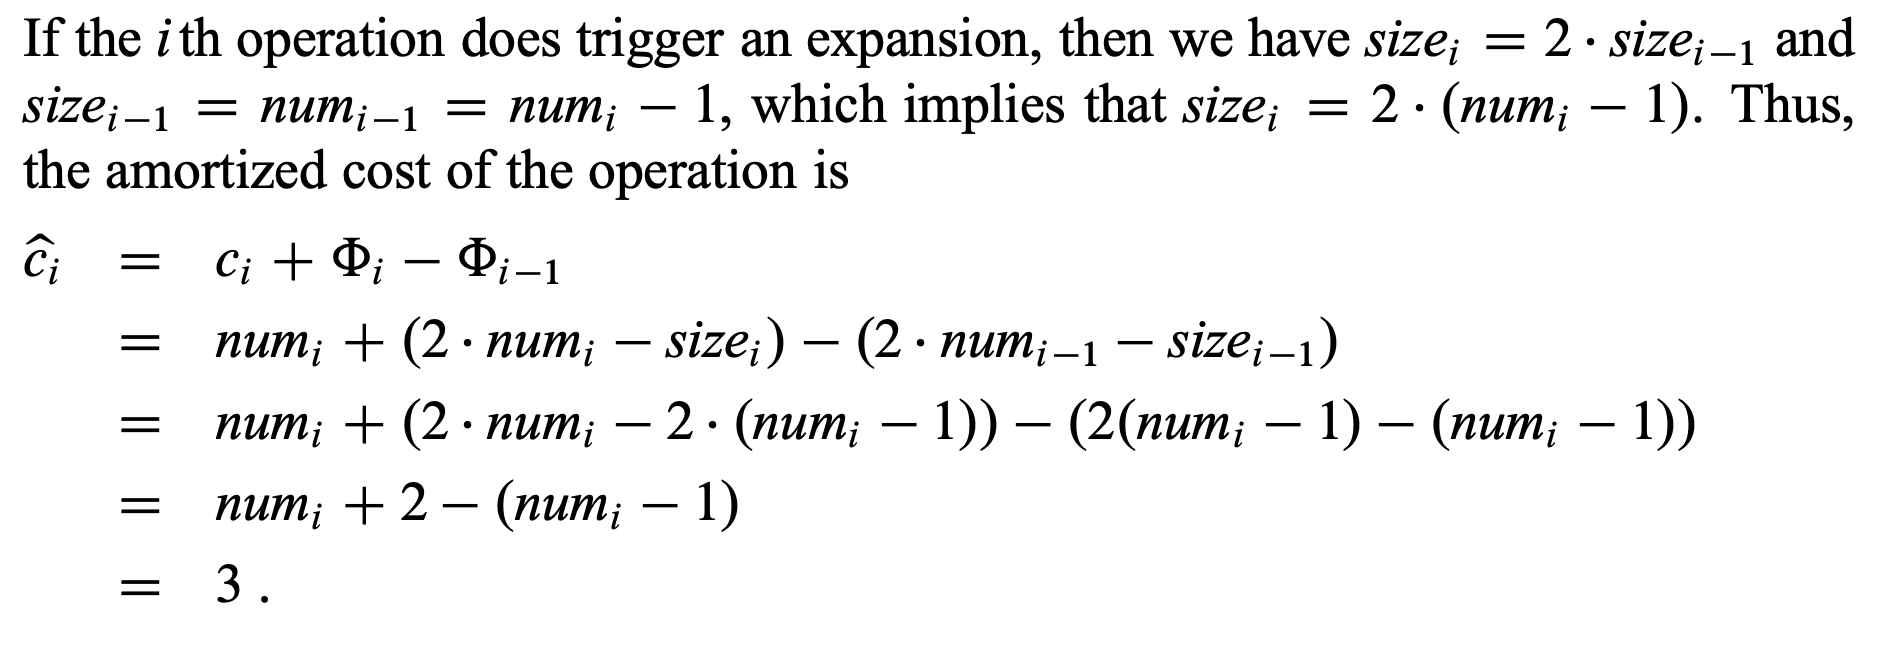 If the ith operation does trigger an expansion, then we have sizeᵢ = 2 · sizeᵢ₋₁ and
sizeᵢ₋₁ = numᵢ₋₁ = numᵢ − 1, which implies that sizeᵢ = 2 · (numᵢ − 1). Thus,
the amortized cost of the operation is
ĉᵢ = cᵢ + Φᵢ − Φᵢ₋₁
= numᵢ + (2 · numᵢ − sizeᵢ) − (2 · numᵢ₋₁ − sizeᵢ₋₁)
= numᵢ + (2 · numᵢ − 2 · (numᵢ − 1)) − (2(numᵢ − 1) − (numᵢ − 1))
= numᵢ + 2 − (numᵢ − 1)
= 3 .